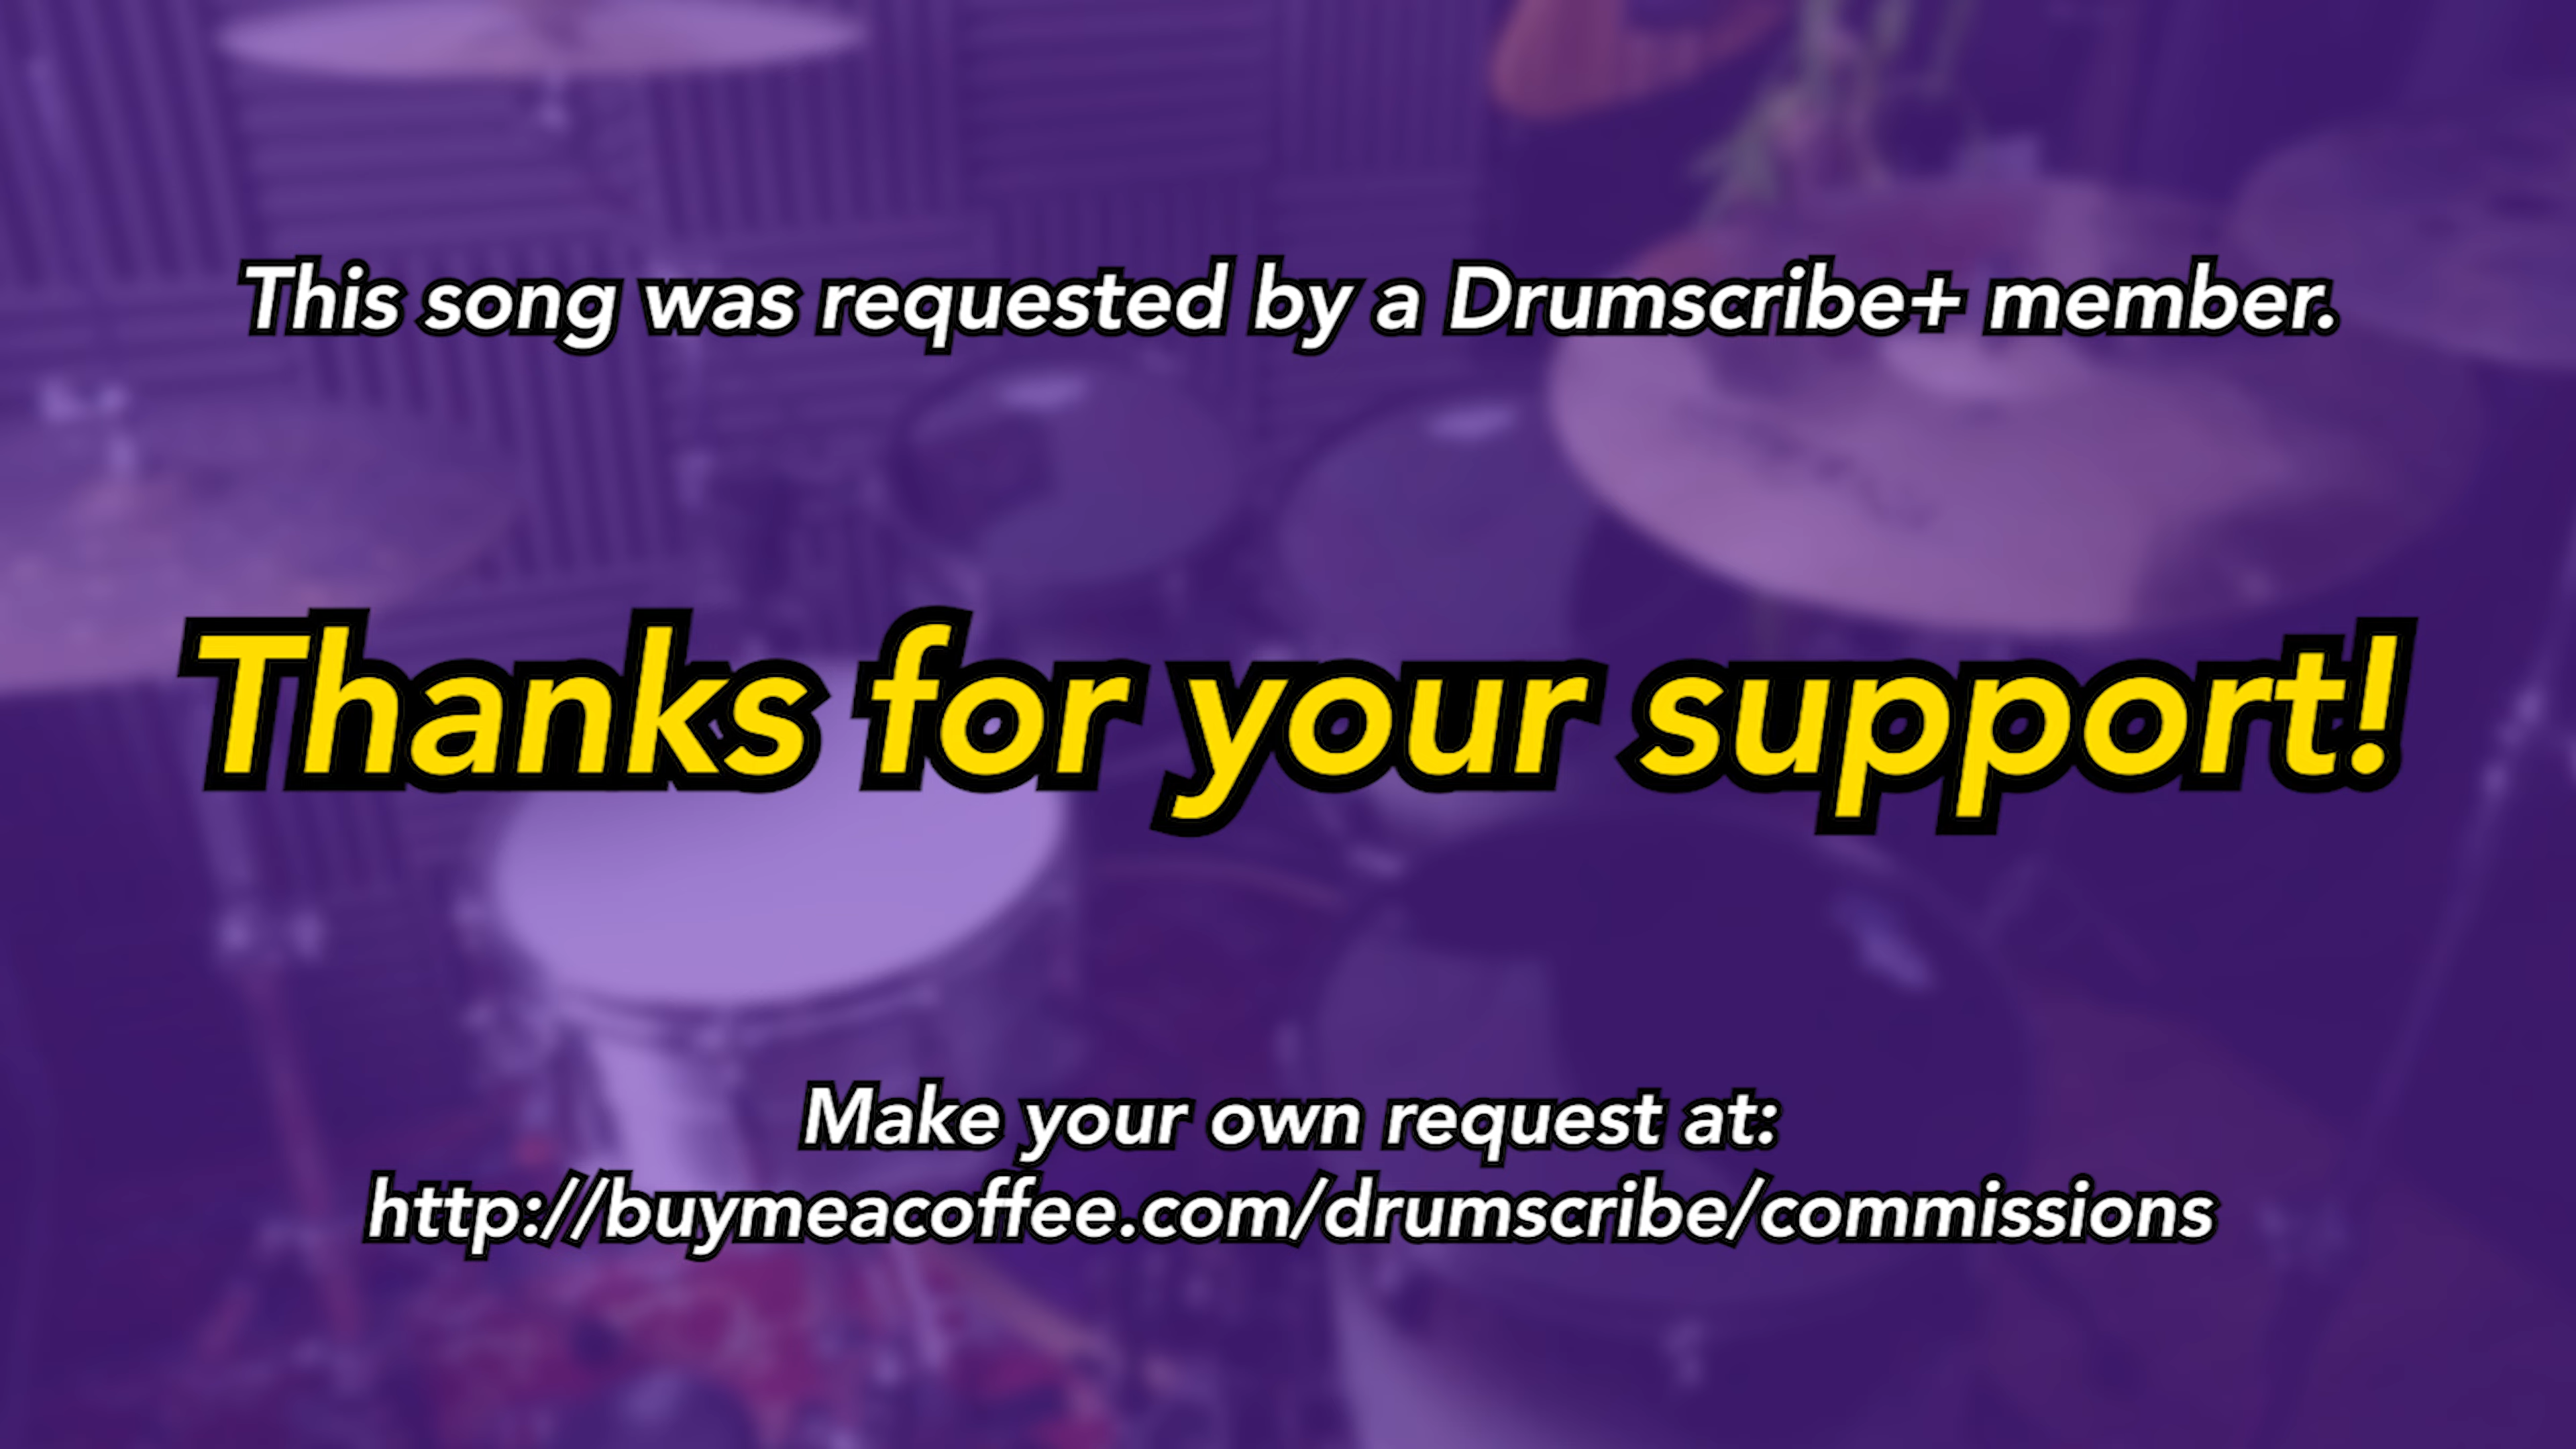 This song was requested by a Drumscribe+ member.
Thanks for your support!
Make your own request at:
http://buymeacoffee.com/drumscribe/commissions